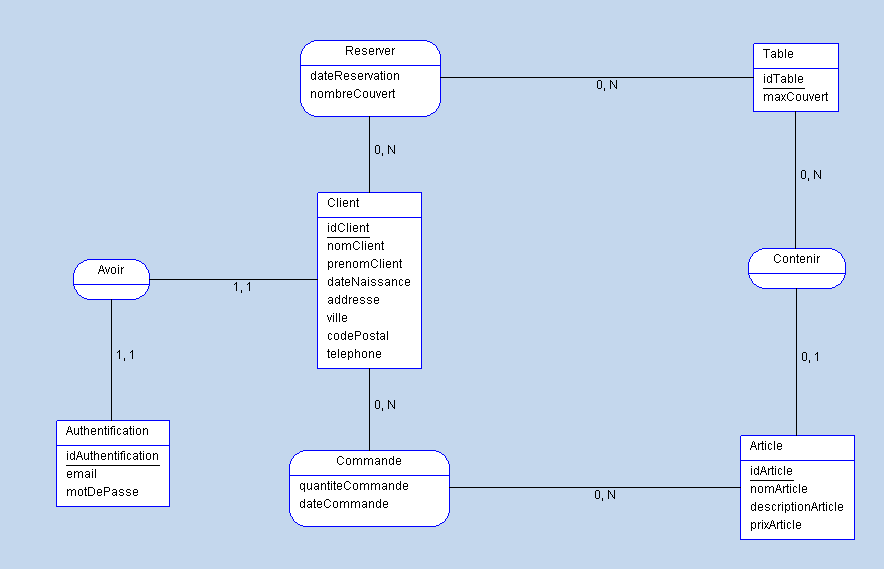 Reserver
dateReservation
nombreCouvert
0, N
Table
idTable
maxCouvert
0, N
0, N
Client
idClient
nomClient
prenomClient
dateNaissance
addresse
ville
codePostal
telephone
Avoir
1, 1
Contenir
1, 1
0, N
0, 1
Authentification
idAuthentification
email
motDePasse
Commande
quantiteCommande
dateCommande
0, N
Article
idArticle
nomArticle
descriptionArticle
prixArticle